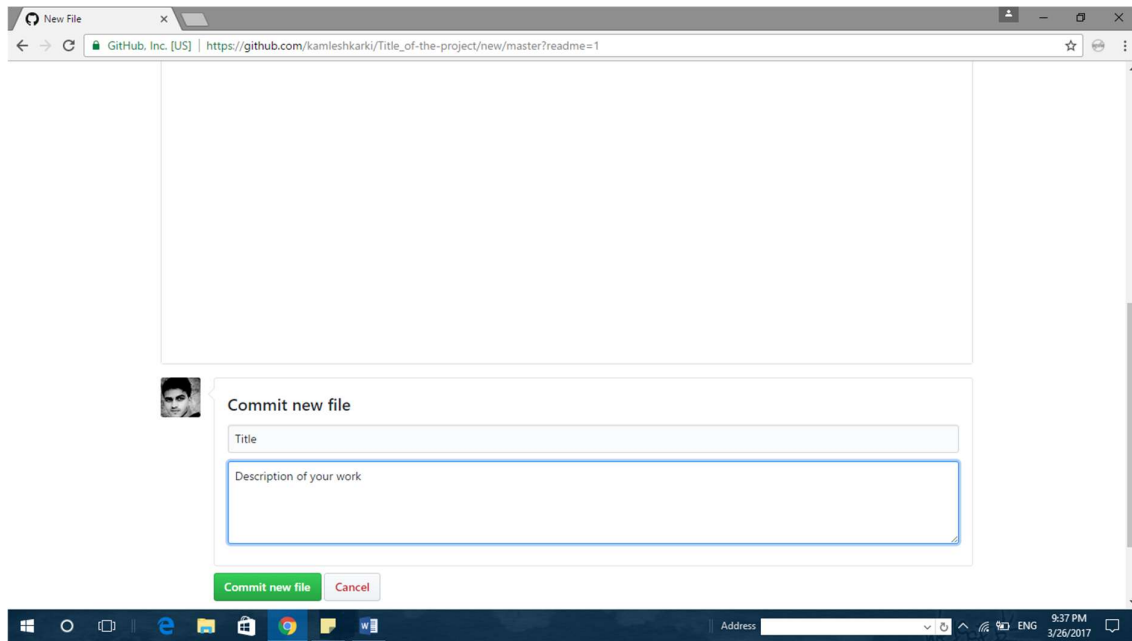 New File
GitHub, Inc. [US] | https://github.com/kamleshkarki/Title_of-the-project/new/master?readme=1
Commit new file
Title
Description of your work
Commit new file Cancel
Address ENG 9:37 PM
3/26/2017